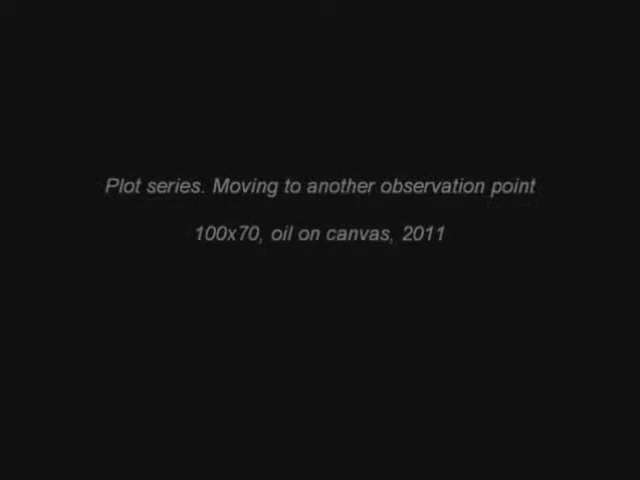 Plot series. Moving to another observation point
100x70, oil on canvas, 2011